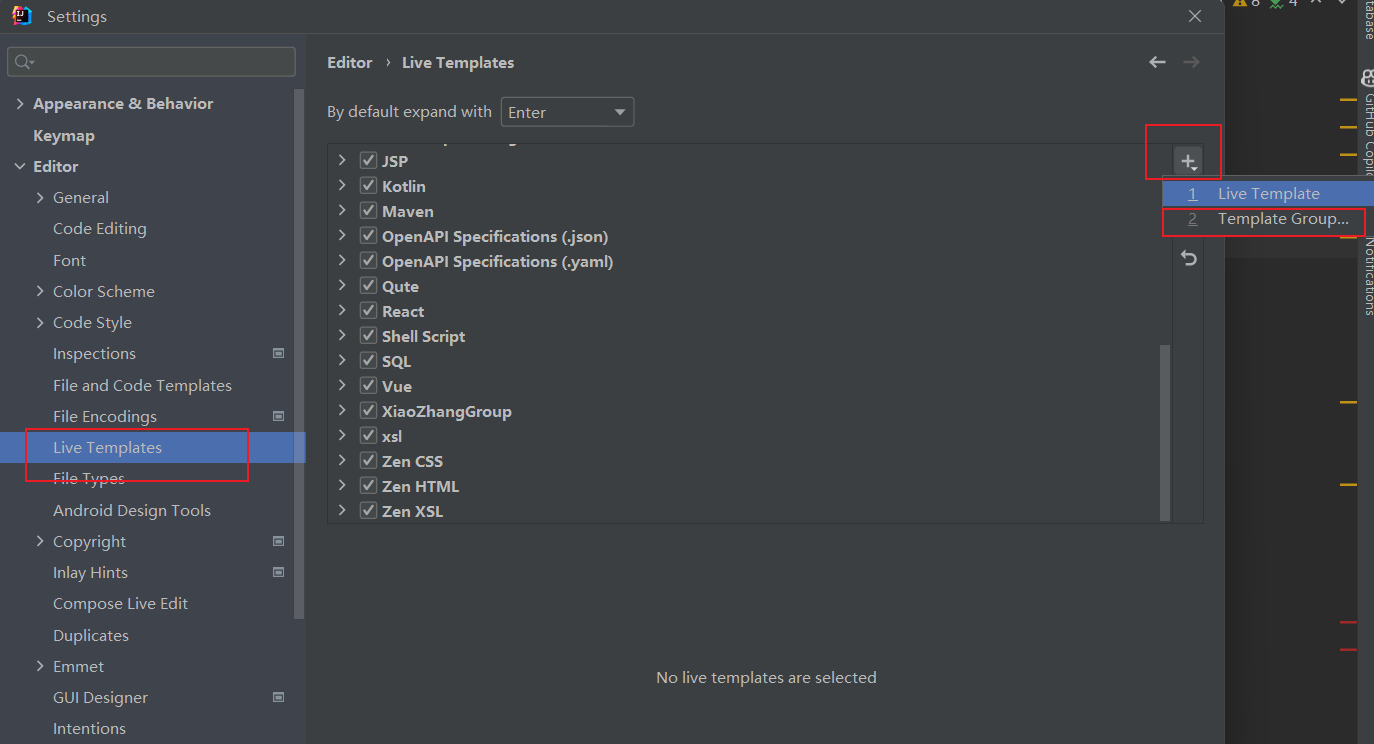 Settings
Appearance & Behavior
Keymap
Editor
General
Code Editing
Font
Color Scheme
Code Style
Inspections
File and Code Templates
File Encodings
Live Templates
File Types
Android Design Tools
Copyright
Inlay Hints
Compose Live Edit
Duplicates
Emmet
GUI Designer
Intentions
Editor › Live Templates
By default expand with Enter
JSP
Kotlin
Maven
OpenAPI Specifications (.json)
OpenAPI Specifications (.yaml)
Qute
React
Shell Script
SQL
Vue
XiaoZhangGroup
xsl
Zen CSS
Zen HTML
Zen XSL
No live templates are selected
1 Live Template
2 Template Group...
8 4
GitHub Copil
Notifications